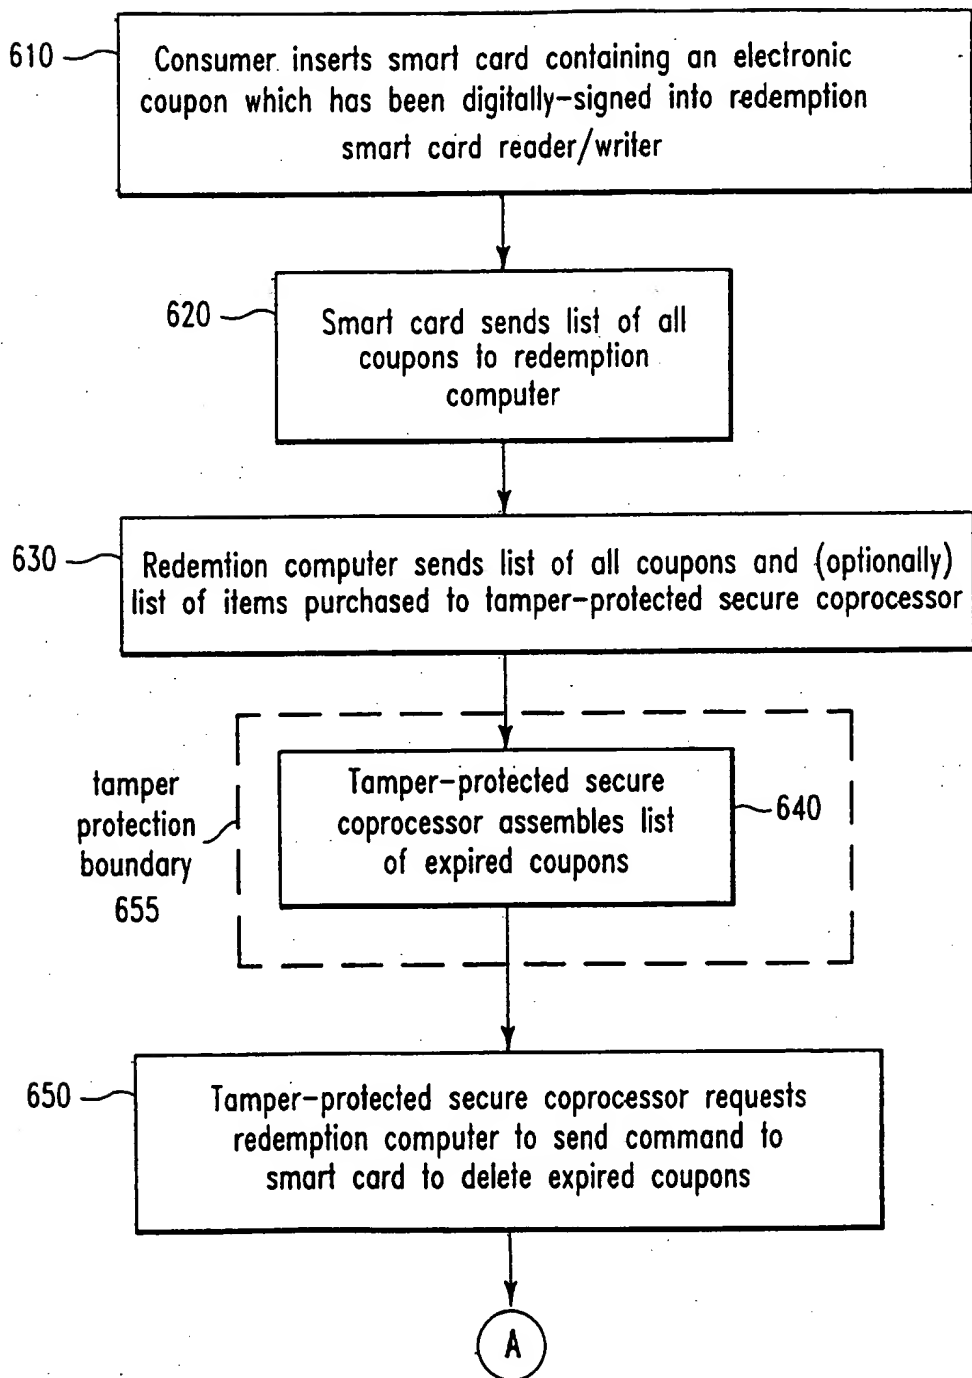 610
Consumer inserts smart card containing an electronic
coupon which has been digitally-signed into redemption
smart card reader/writer
620
Smart card sends list of all
coupons to redemption
computer
630
Redemtion computer sends list of all coupons and (optionally)
list of items purchased to tamper-protected secure coprocessor
tamper
protection
boundary
655
Tamper-protected secure
coprocessor assembles list
of expired coupons
640
650
Tamper-protected secure coprocessor requests
redemption computer to send command to
smart card to delete expired coupons
A